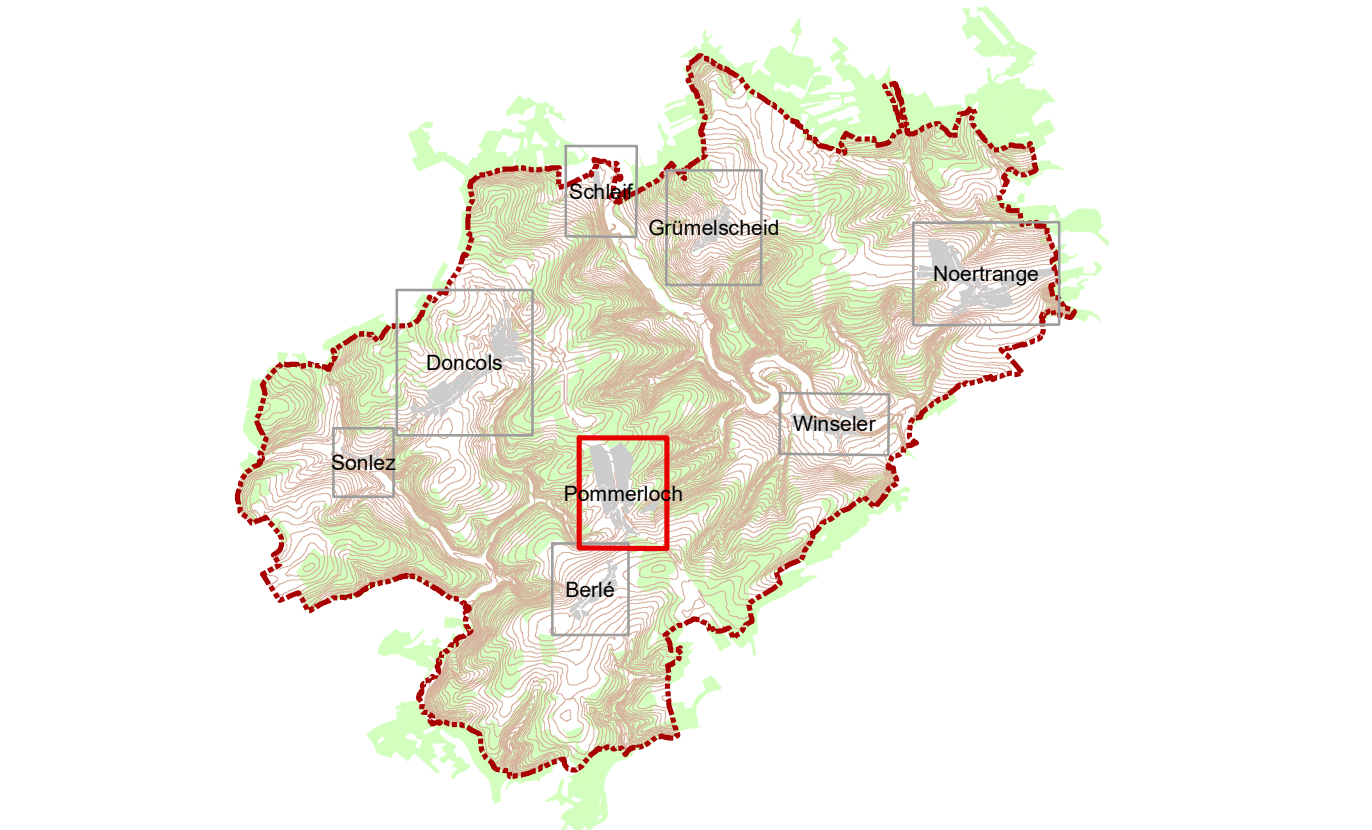 Schleif
Grümelscheid
Noertrange
Doncols
Winseler
Sonlez
Pommerloch
Berlé